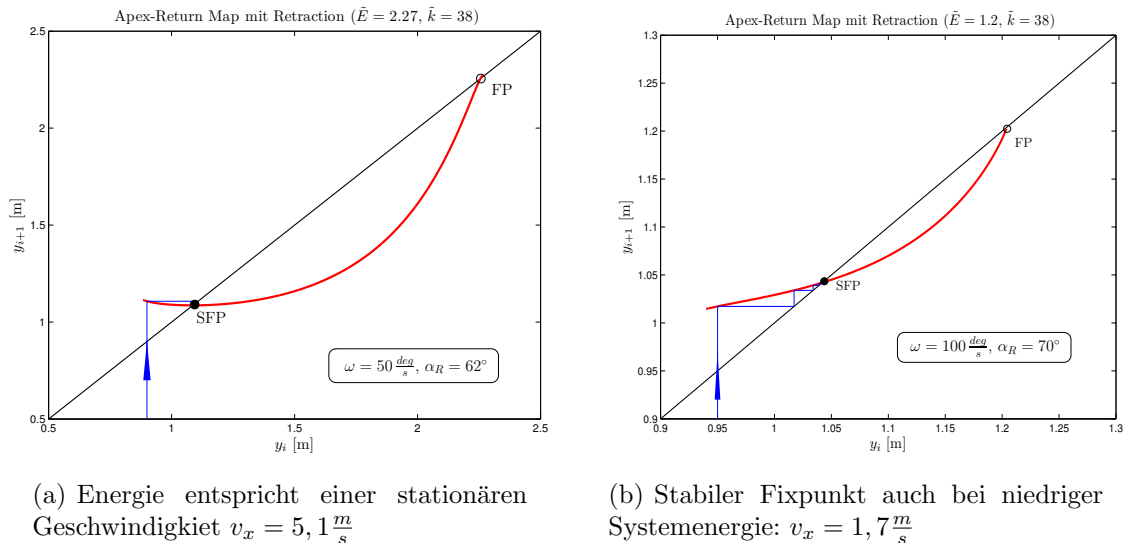 Apex-Return Map mit Retraction (Ẽ = 2.27, k̃ = 38)
2.5
2
1.5
1
0.5
0.5
1
1.5
2
2.5
y_{i+1} [m]
y_i [m]
FP
SFP
ω = 50 deg/s, α_R = 62°
(a) Energie entspricht einer stationären
Geschwindigkiet v_x = 5, 1 m/s
Apex-Return Map mit Retraction (Ẽ = 1.2, k̃ = 38)
1.3
1.25
1.2
1.15
1.1
1.05
1
0.95
0.9
0.9
0.95
1
1.05
1.1
1.15
1.2
1.25
1.3
y_{i+1} [m]
y_i [m]
FP
SFP
ω = 100 deg/s, α_R = 70°
(b) Stabiler Fixpunkt auch bei niedriger
Systemenergie: v_x = 1, 7 m/s